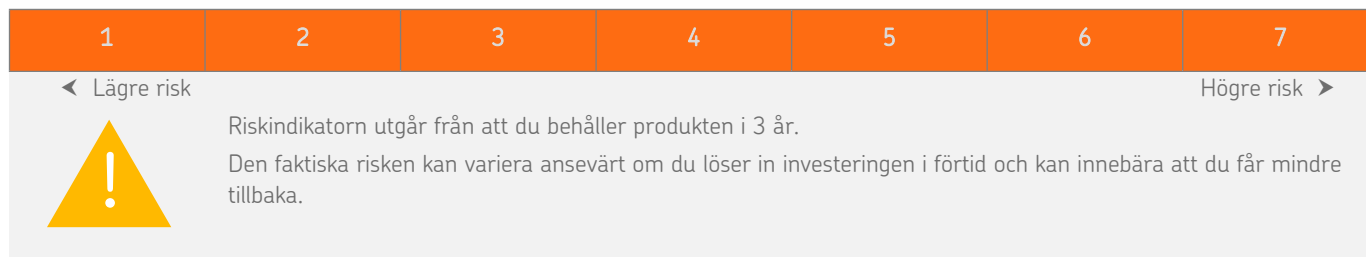 1 2 3 4 5 6 7
Lägre risk Högre risk
Riskindikatorn utgår från att du behåller produkten i 3 år.
Den faktiska risken kan variera ansevärt om du löser in investeringen i förtid och kan innebära att du får mindre
tillbaka.